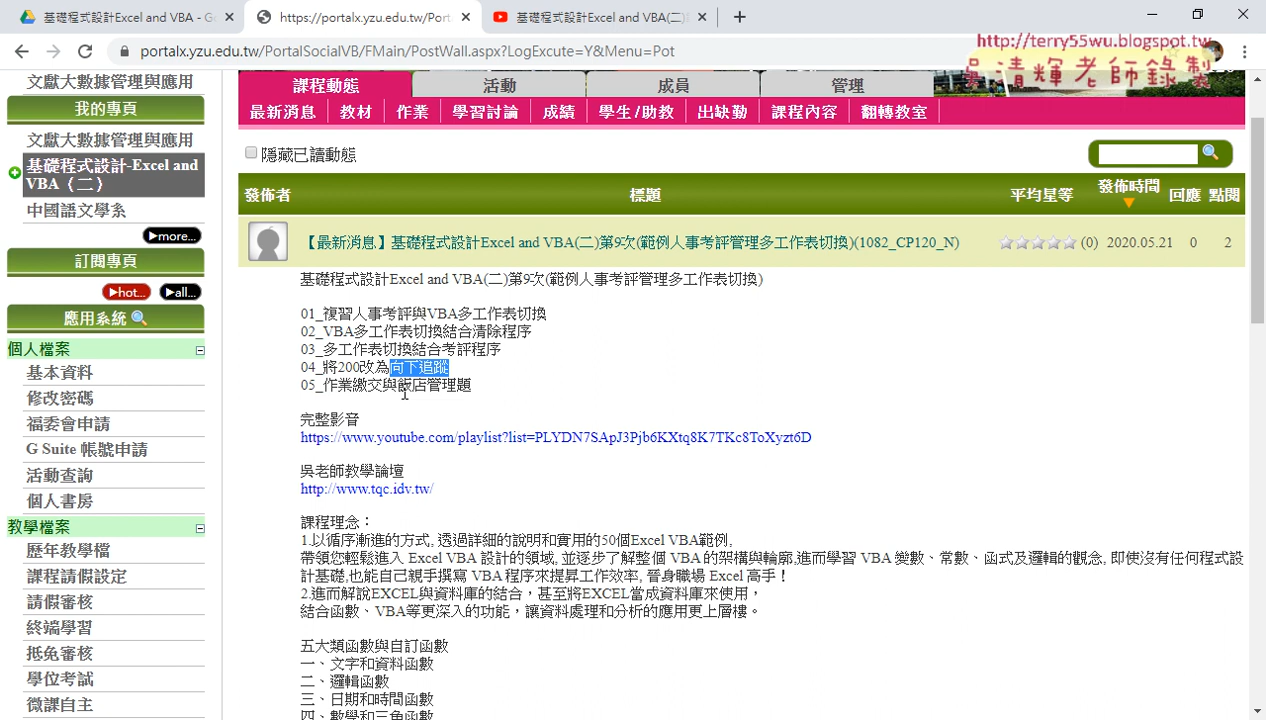 基礎程式設計Excel and VBA - G
https://portalx.yzu.edu.tw/Port
基礎程式設計Excel and VBA(二)
portalx.yzu.edu.tw/PortalSocialVB/FMain/PostWall.aspx?LogExcute=Y&Menu=Pot
http://terry55wu.blogspot.tw
吳清輝老師錄製
文獻大數據管理與應用
我的專頁
文獻大數據管理與應用
基礎程式設計-Excel and
VBA（二）
中國語文學系
▶more...
訂閱專頁
▶hot...
▶all...
應用系統
個人檔案
基本資料
修改密碼
福委會申請
G Suite 帳號申請
活動查詢
個人書房
教學檔案
歷年教學檔
課程請假設定
請假審核
終端學習
抵免審核
學位考試
微課自主
課程動態
活動
成員
管理
最新消息
教材
作業
學習討論
成績
學生/助教
出缺勤
課程內容
翻轉教室
隱藏已讀動態
發佈者
標題
平均星等
發佈時間
▼
回應
點閱
【最新消息】基礎程式設計Excel and VBA(二)第9次(範例人事考評管理多工作表切換)(1082_CP120_N)
(0)
2020.05.21
0
2
基礎程式設計Excel and VBA(二)第9次(範例人事考評管理多工作表切換)
01_複習人事考評與VBA多工作表切換
02_VBA多工作表切換結合清除程序
03_多工作表切換結合考評程序
04_將200改為向下追蹤
05_作業繳交與飯店管理題
完整影音
https://www.youtube.com/playlist?list=PLYDN7SApJ3Pjb6KXtq8K7TKc8ToXyzt6D
吳老師教學論壇
http://www.tqc.idv.tw/
課程理念：
1.以循序漸進的方式, 透過詳細的說明和實用的50個Excel VBA範例,
帶領您輕鬆進入 Excel VBA 設計的領域, 並逐步了解整個 VBA 的架構與輪廓,進而學習 VBA 變數、常數、函式及邏輯的觀念, 即使沒有任何程式設
計基礎,也能自己親手撰寫 VBA 程序來提昇工作效率, 晉身職場 Excel 高手！
2.進而解說EXCEL與資料庫的結合，甚至將EXCEL當成資料庫來使用，
結合函數、VBA等更深入的功能，讓資料處理和分析的應用更上層樓。
五大類函數與自訂函數
一、文字和資料函數
二、邏輯函數
三、日期和時間函數
四、數學和三角函數